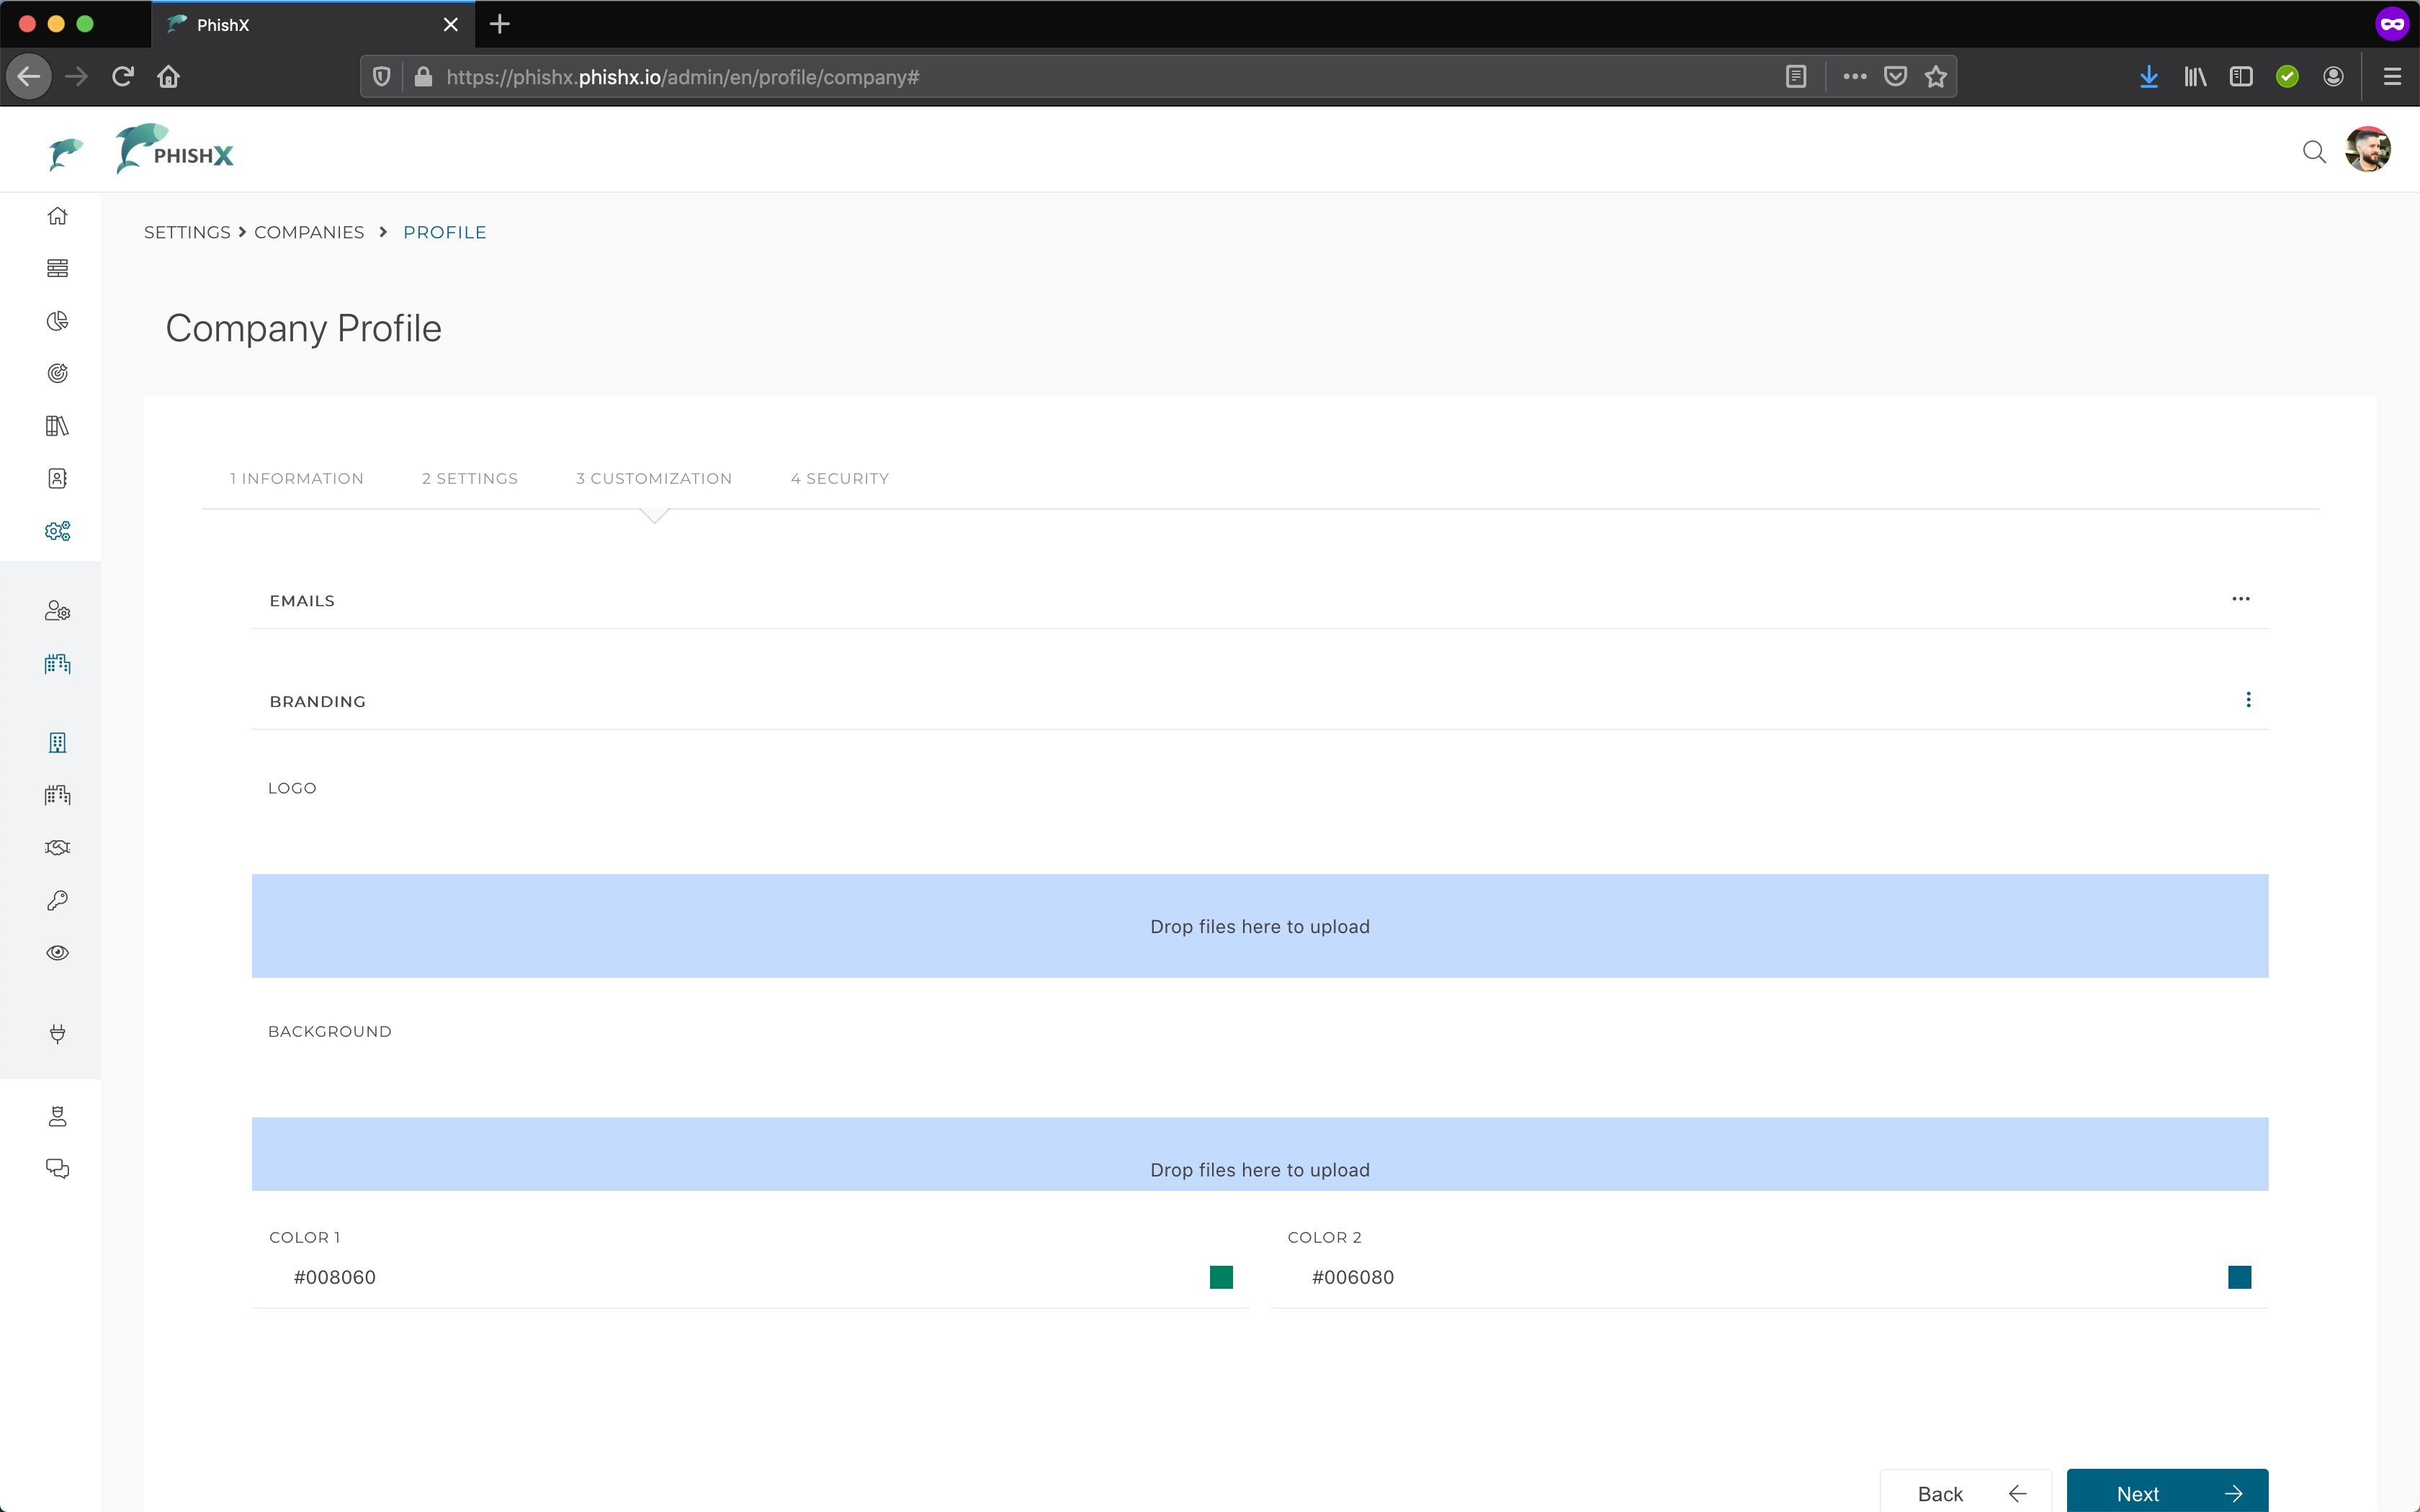 PhishX
https://phishx.phishx.io/admin/en/profile/company#
PHISHX
SETTINGS > COMPANIES > PROFILE
Company Profile
1 INFORMATION 2 SETTINGS 3 CUSTOMIZATION 4 SECURITY
EMAILS
BRANDING
LOGO
Drop files here to upload
BACKGROUND
Drop files here to upload
COLOR 1 COLOR 2
#008060 #006080
Back Next